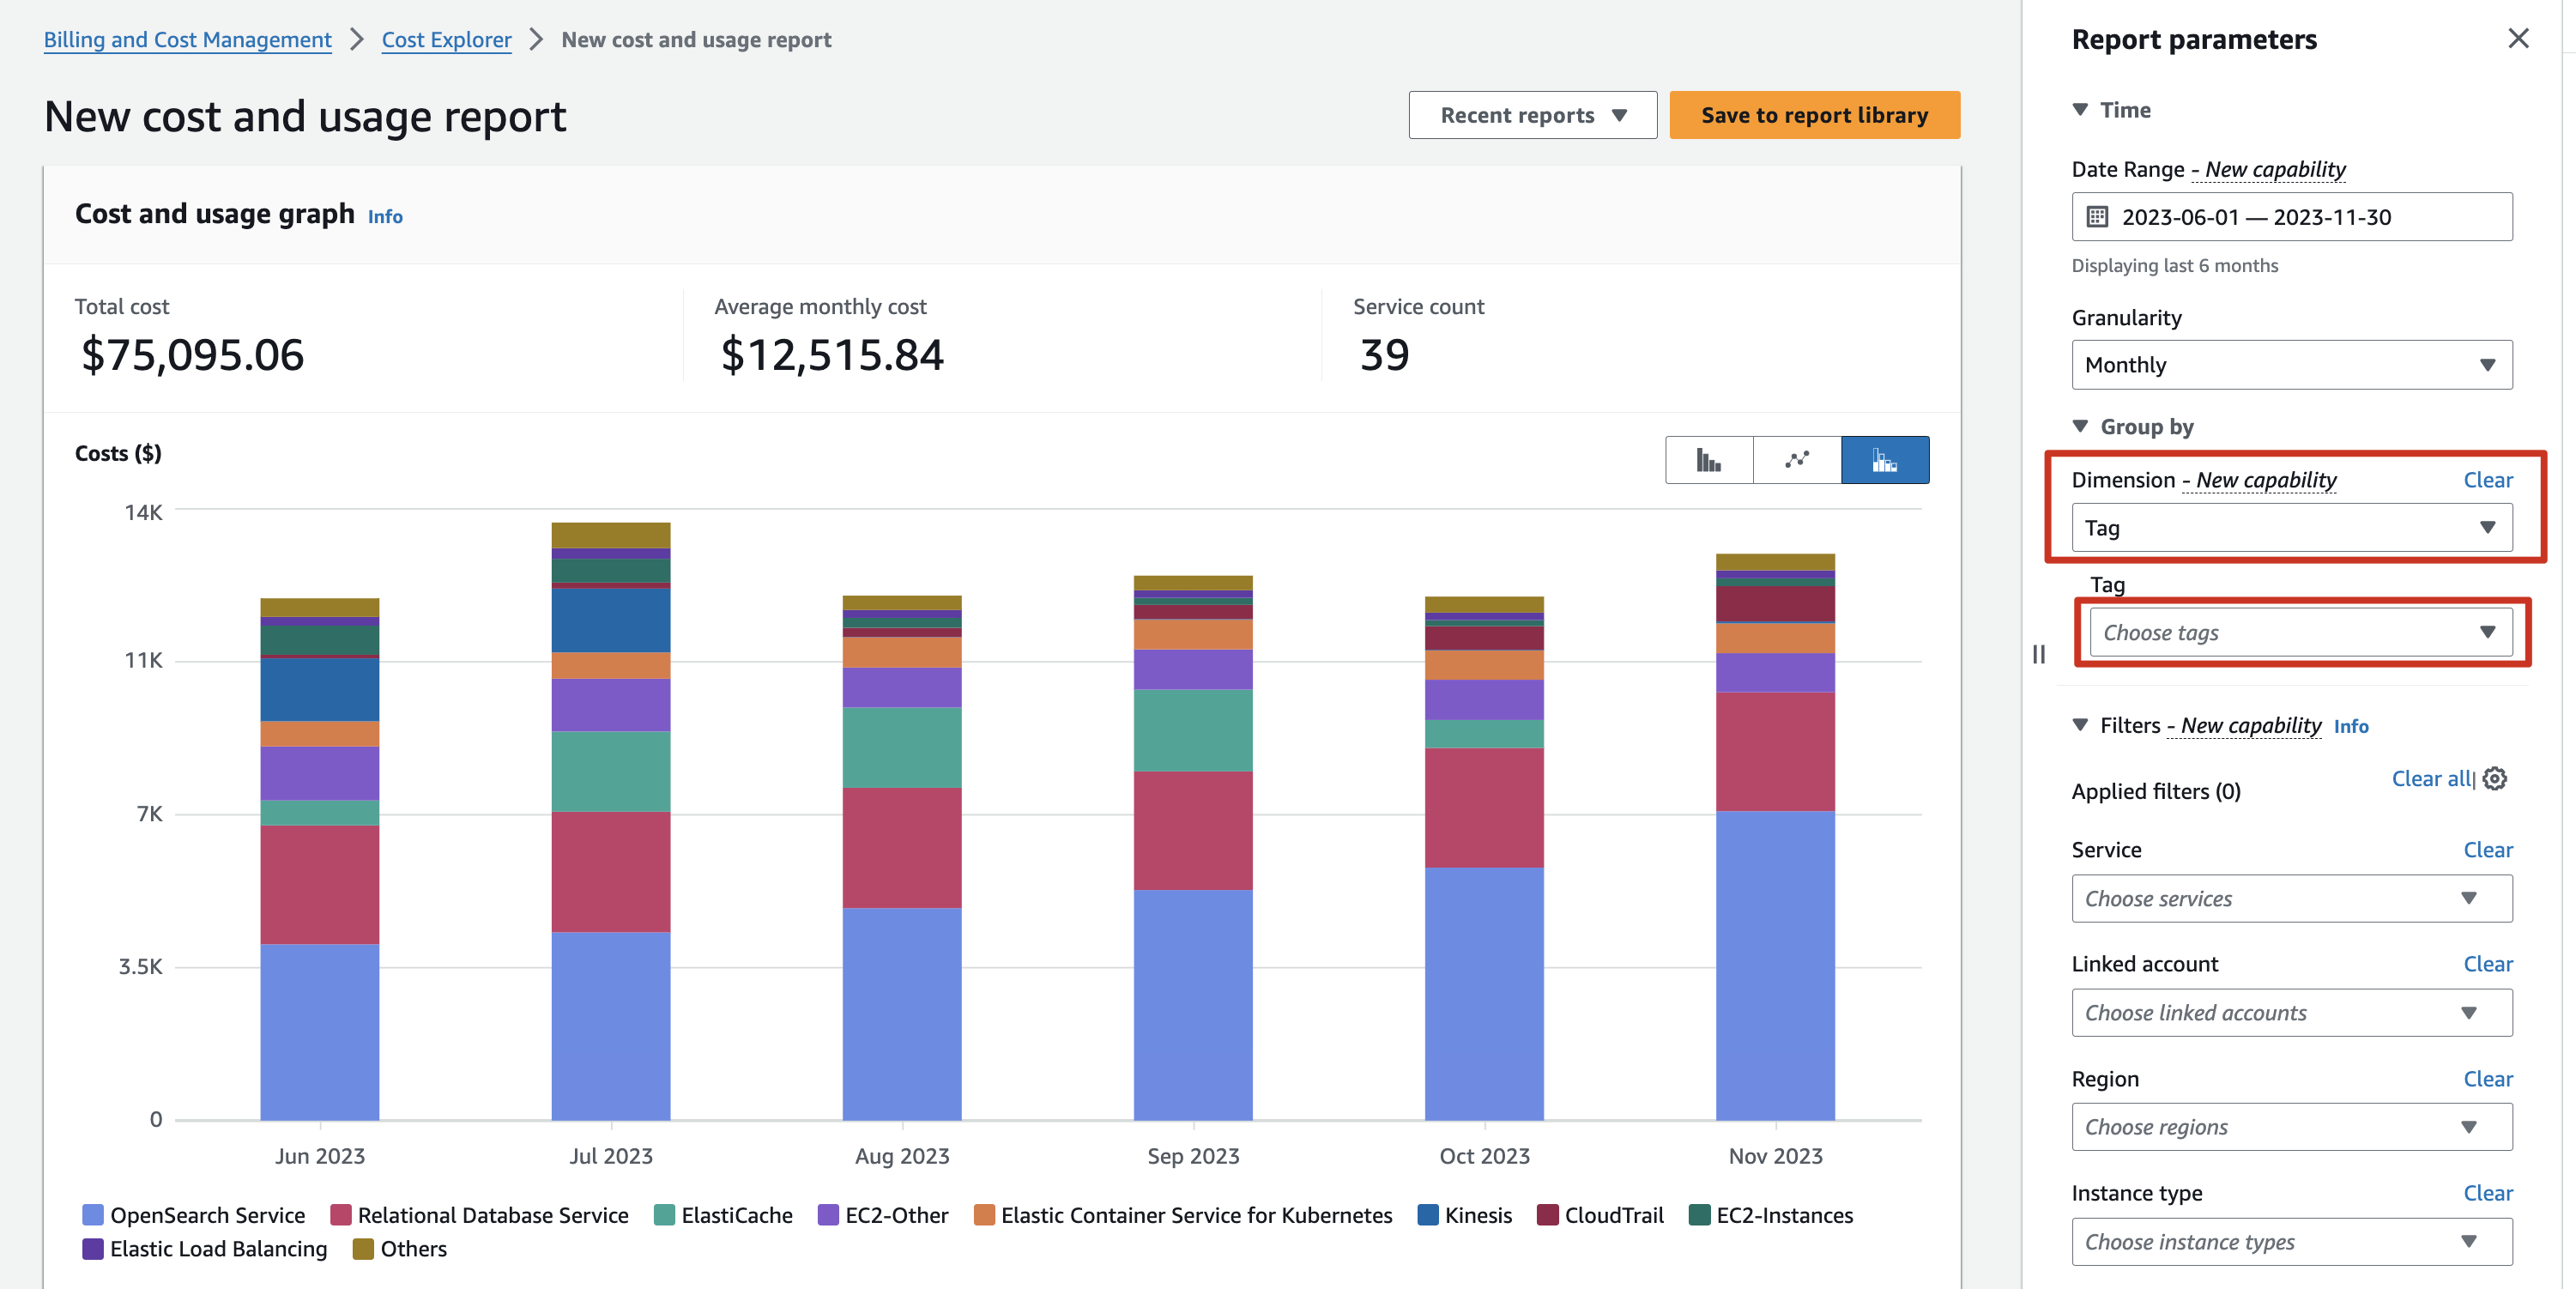 Billing and Cost Management > Cost Explorer > New cost and usage report
New cost and usage report
Recent reports
Save to report library
Cost and usage graph Info
Total cost
$75,095.06
Average monthly cost
$12,515.84
Service count
39
Costs ($)
14K
11K
7K
3.5K
0
Jun 2023
Jul 2023
Aug 2023
Sep 2023
Oct 2023
Nov 2023
OpenSearch Service
Relational Database Service
ElastiCache
EC2-Other
Elastic Container Service for Kubernetes
Kinesis
CloudTrail
EC2-Instances
Elastic Load Balancing
Others
Report parameters
Time
Date Range - New capability
2023-06-01 — 2023-11-30
Displaying last 6 months
Granularity
Monthly
Group by
Dimension - New capability
Clear
Tag
Tag
Choose tags
Filters - New capability Info
Applied filters (0)
Clear all|
Service
Clear
Choose services
Linked account
Clear
Choose linked accounts
Region
Clear
Choose regions
Instance type
Clear
Choose instance types